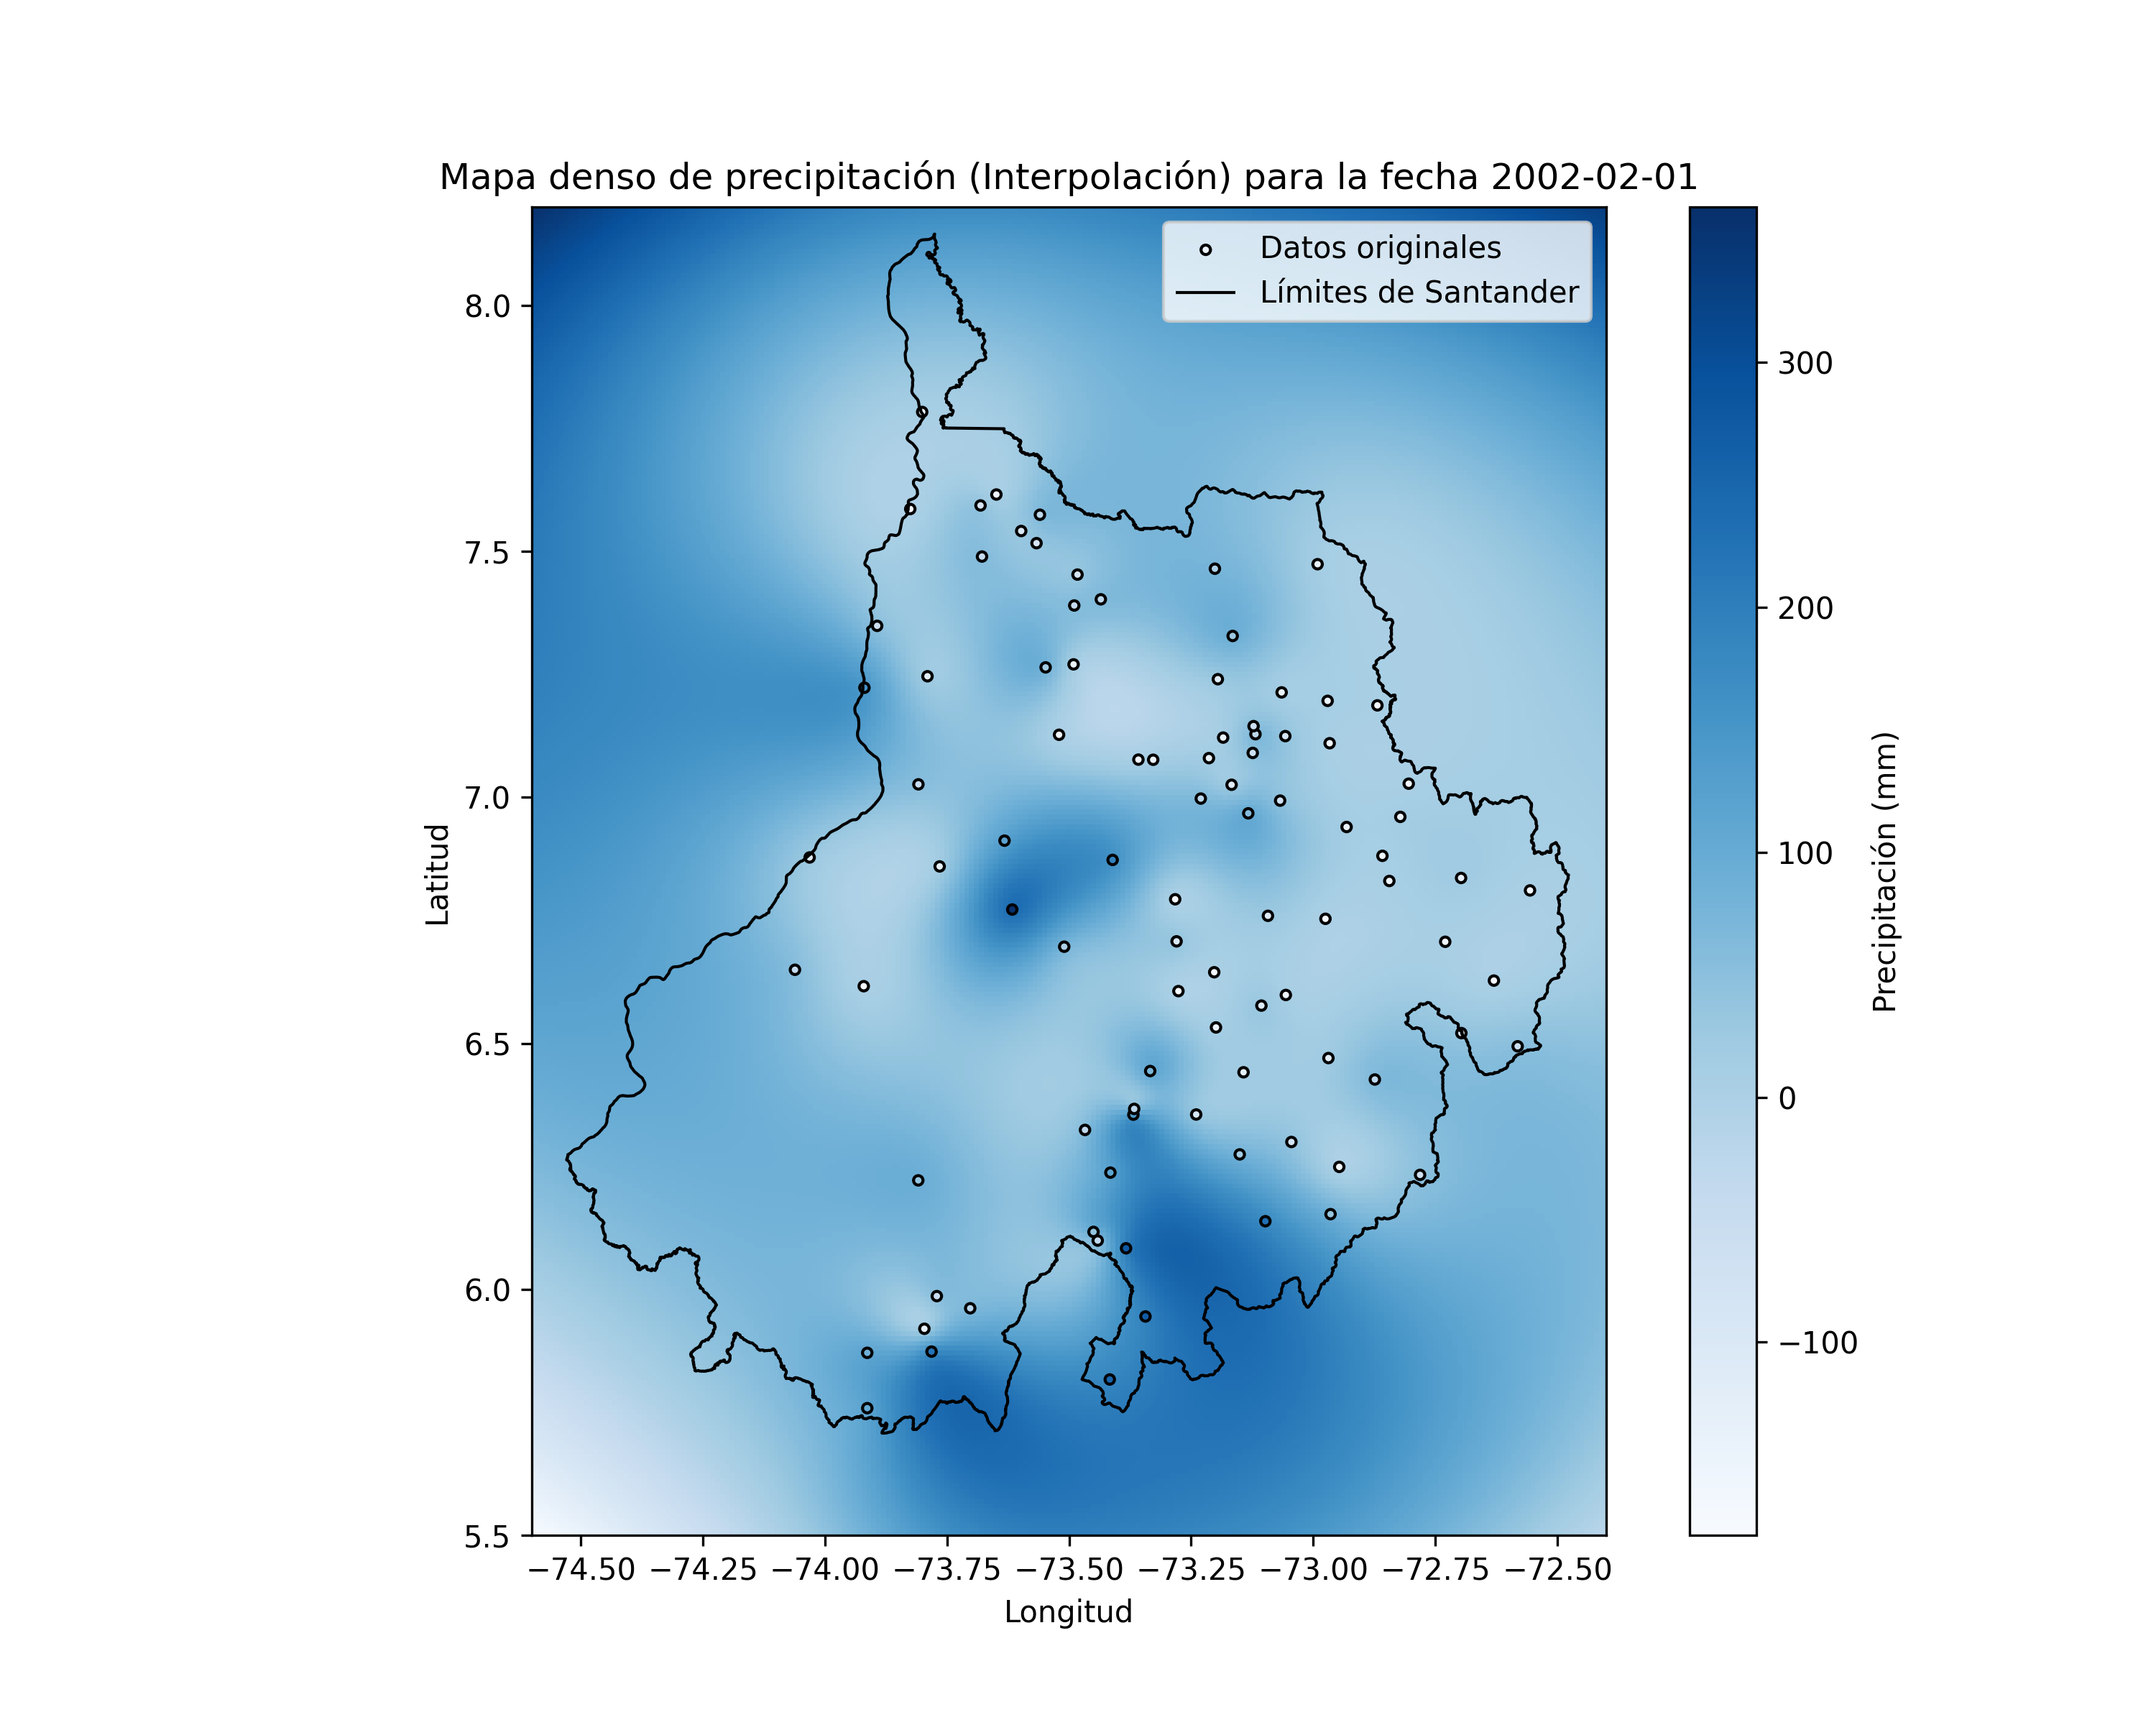 Mapa denso de precipitación (Interpolación) para la fecha 2002-02-01
Datos originales
Límites de Santander
8.0
7.5
7.0
6.5
6.0
5.5
Latitud
−74.50 −74.25 −74.00 −73.75 −73.50 −73.25 −73.00 −72.75 −72.50
Longitud
300
200
100
0
−100
Precipitación (mm)